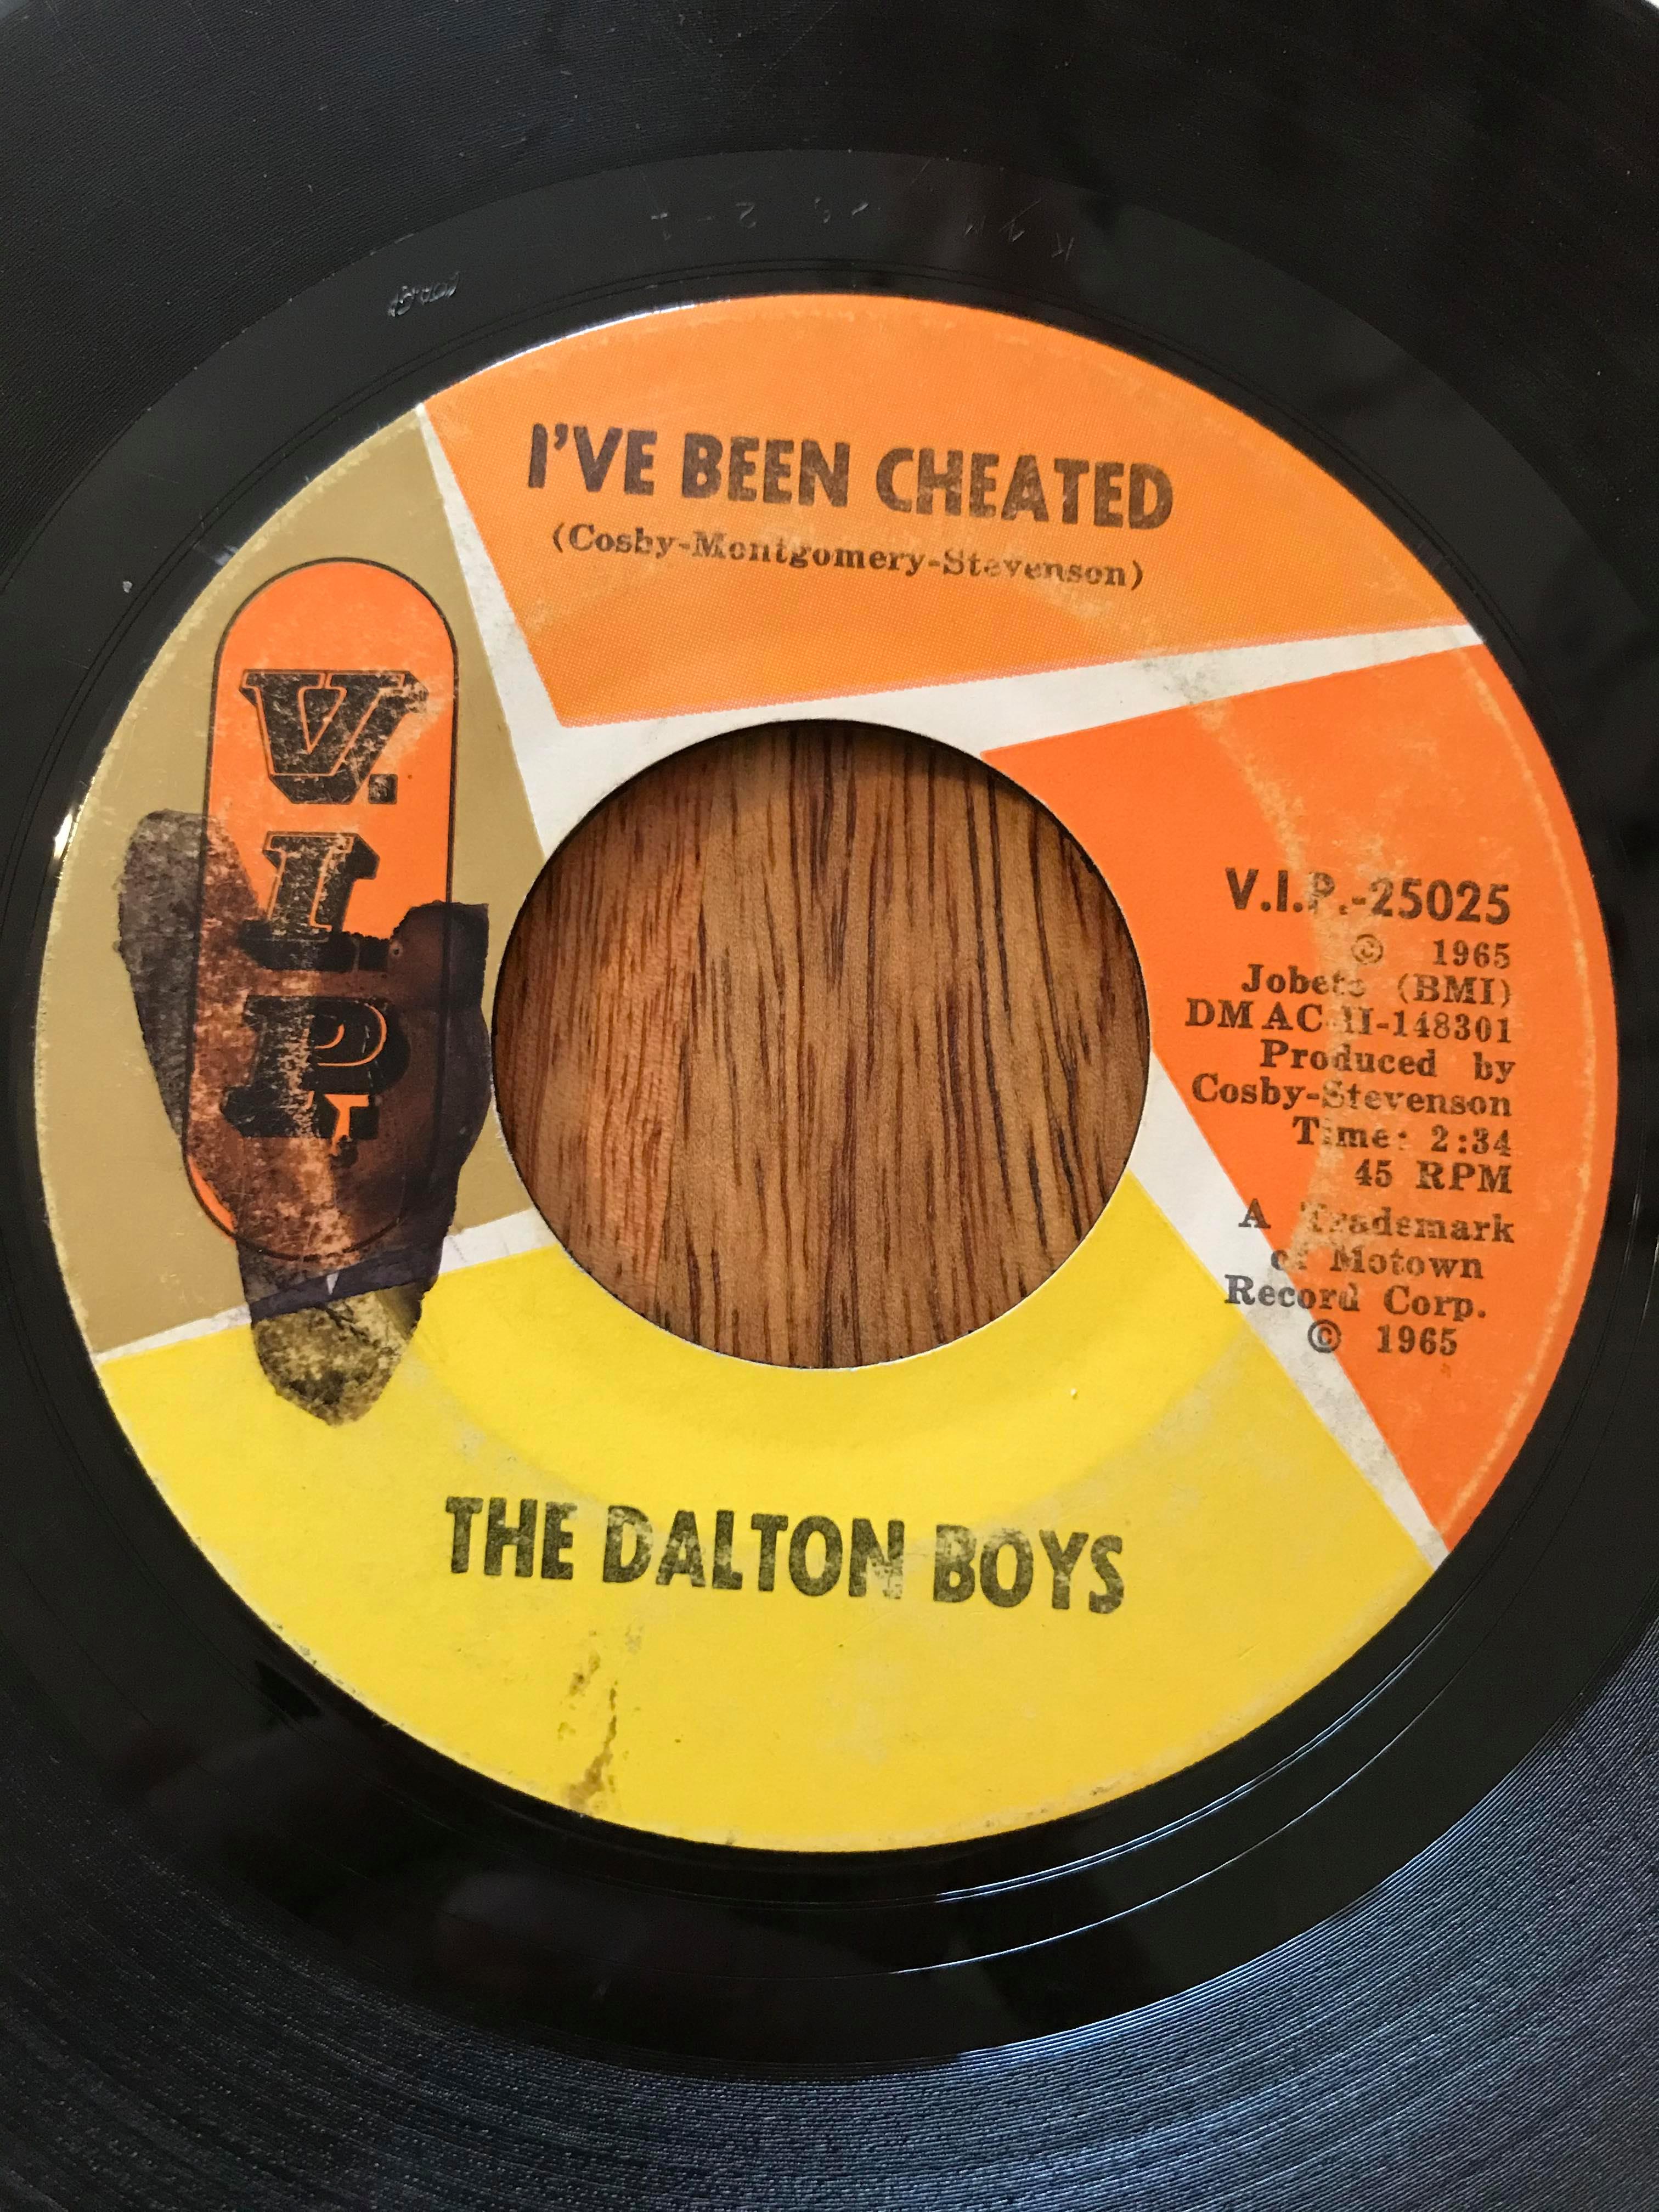 I'VE BEEN CHEATED
(Cosby-Montgomery-Stevenson)
V.I.P.
V.I.P.-25025
© 1965
Jobete (BMI)
DM AC II-148301
Produced by
Cosby-Stevenson
Time: 2:34
45 RPM
A Trademark
of Motown
Record Corp.
© 1965
THE DALTON BOYS